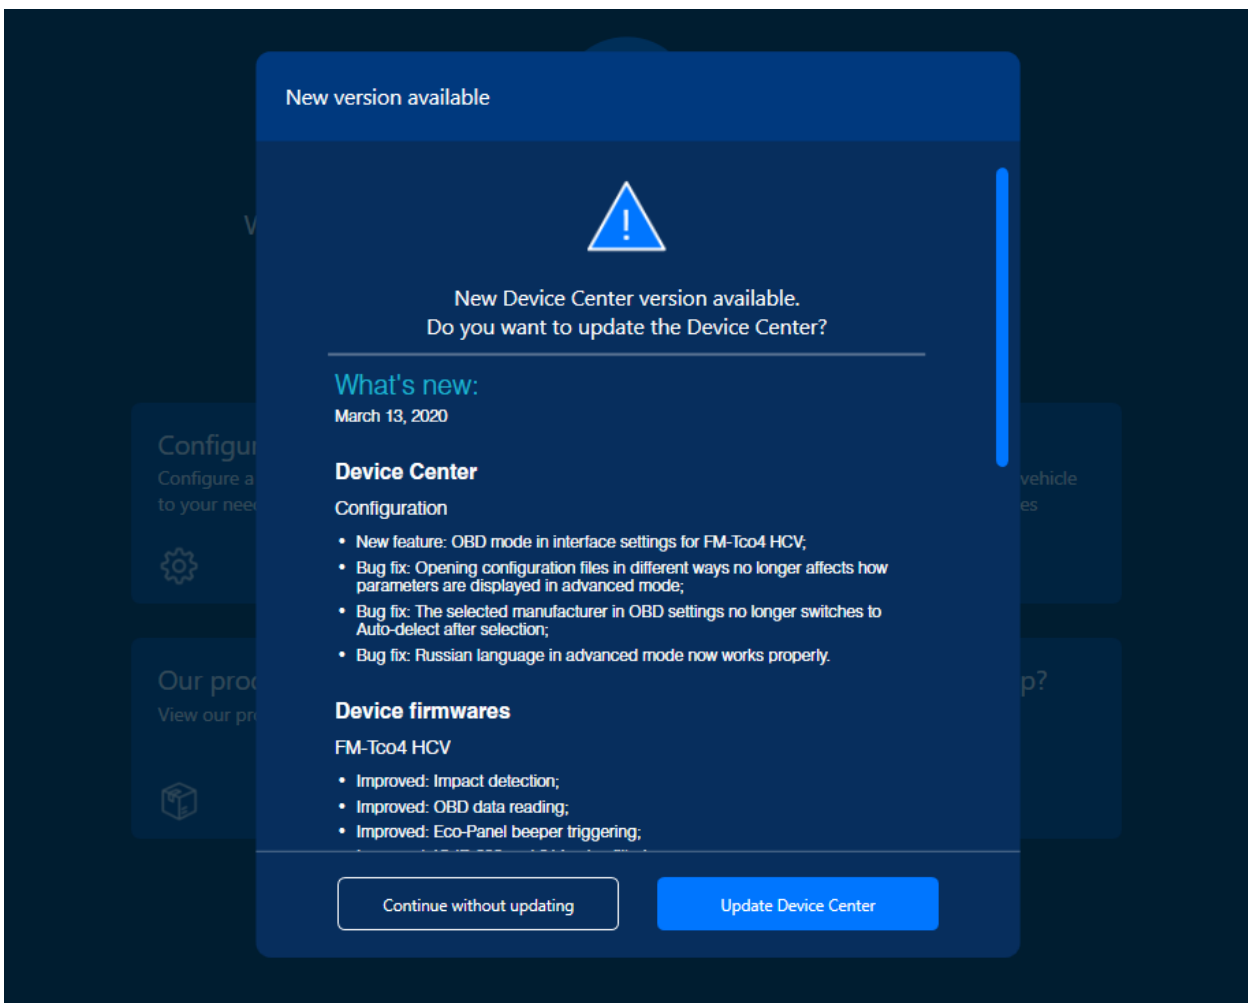 New version available
New Device Center version available.
Do you want to update the Device Center?
What's new:
March 13, 2020
Device Center
Configuration
• New feature: OBD mode in interface settings for FM-Tco4 HCV;
• Bug fix: Opening configuration files in different ways no longer affects how
parameters are displayed in advanced mode;
• Bug fix: The selected manufacturer in OBD settings no longer switches to
Auto-delect after selection;
• Bug fix: Russian language in advanced mode now works properly.
Device firmwares
FM-Tco4 HCV
• Improved: Impact detection;
• Improved: OBD data reading;
• Improved: Eco-Panel beeper triggering;
Continue without updating
Update Device Center
Configure a
to your
vehicle
Our
View our